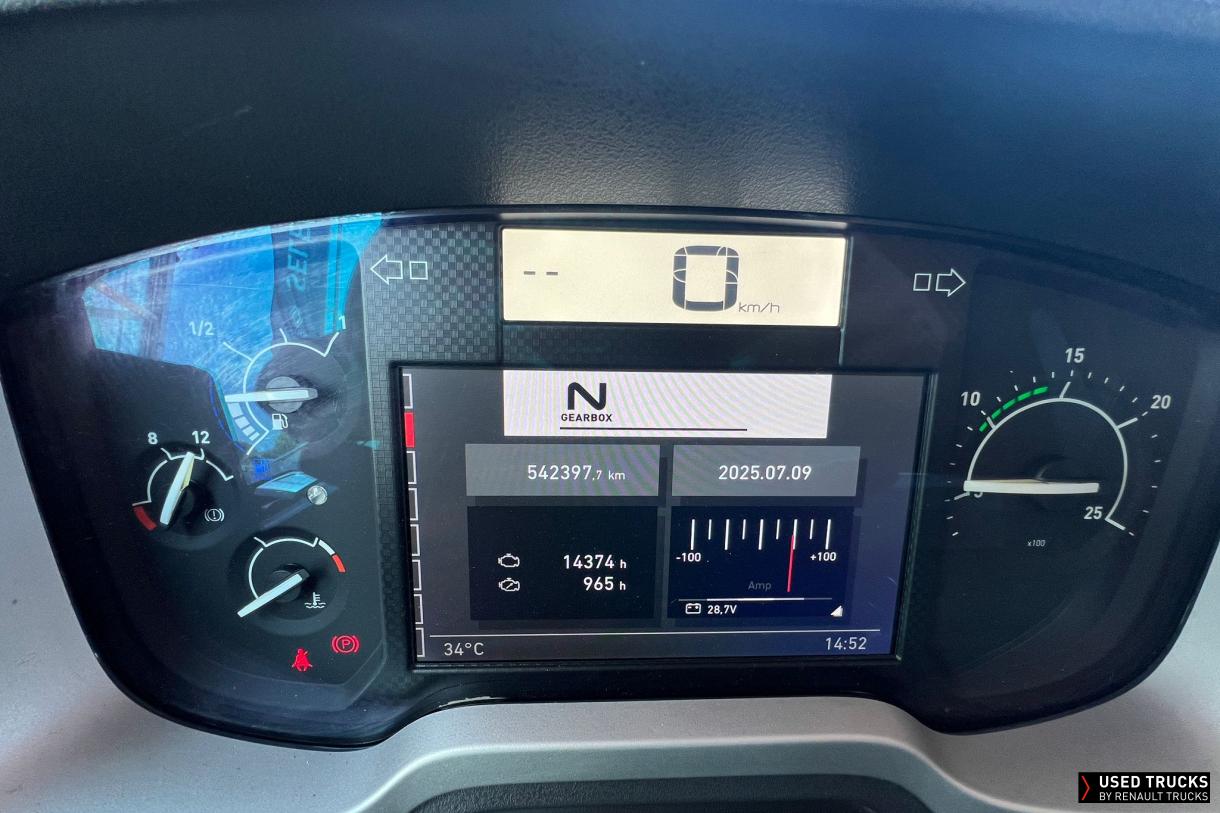 -- 0 km/h
1/2
1
8
12
N
GEARBOX
542397,7 km
2025.07.09
14374 h
965 h
-100
+100
Amp
28,7V
34°C
14:52
P
5
10
15
20
25
x100
USED TRUCKS
BY RENAULT TRUCKS